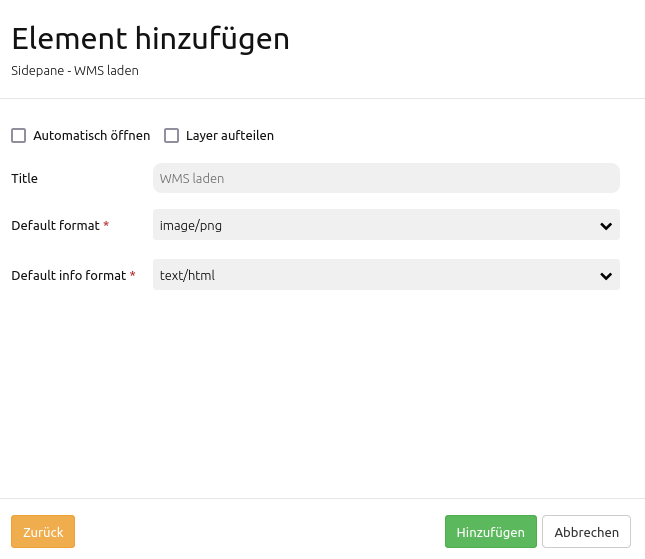 Element hinzufügen
Sidepane - WMS laden
Automatisch öffnen Layer aufteilen
Title WMS laden
Default format * image/png
Default info format * text/html
Zurück Hinzufügen Abbrechen